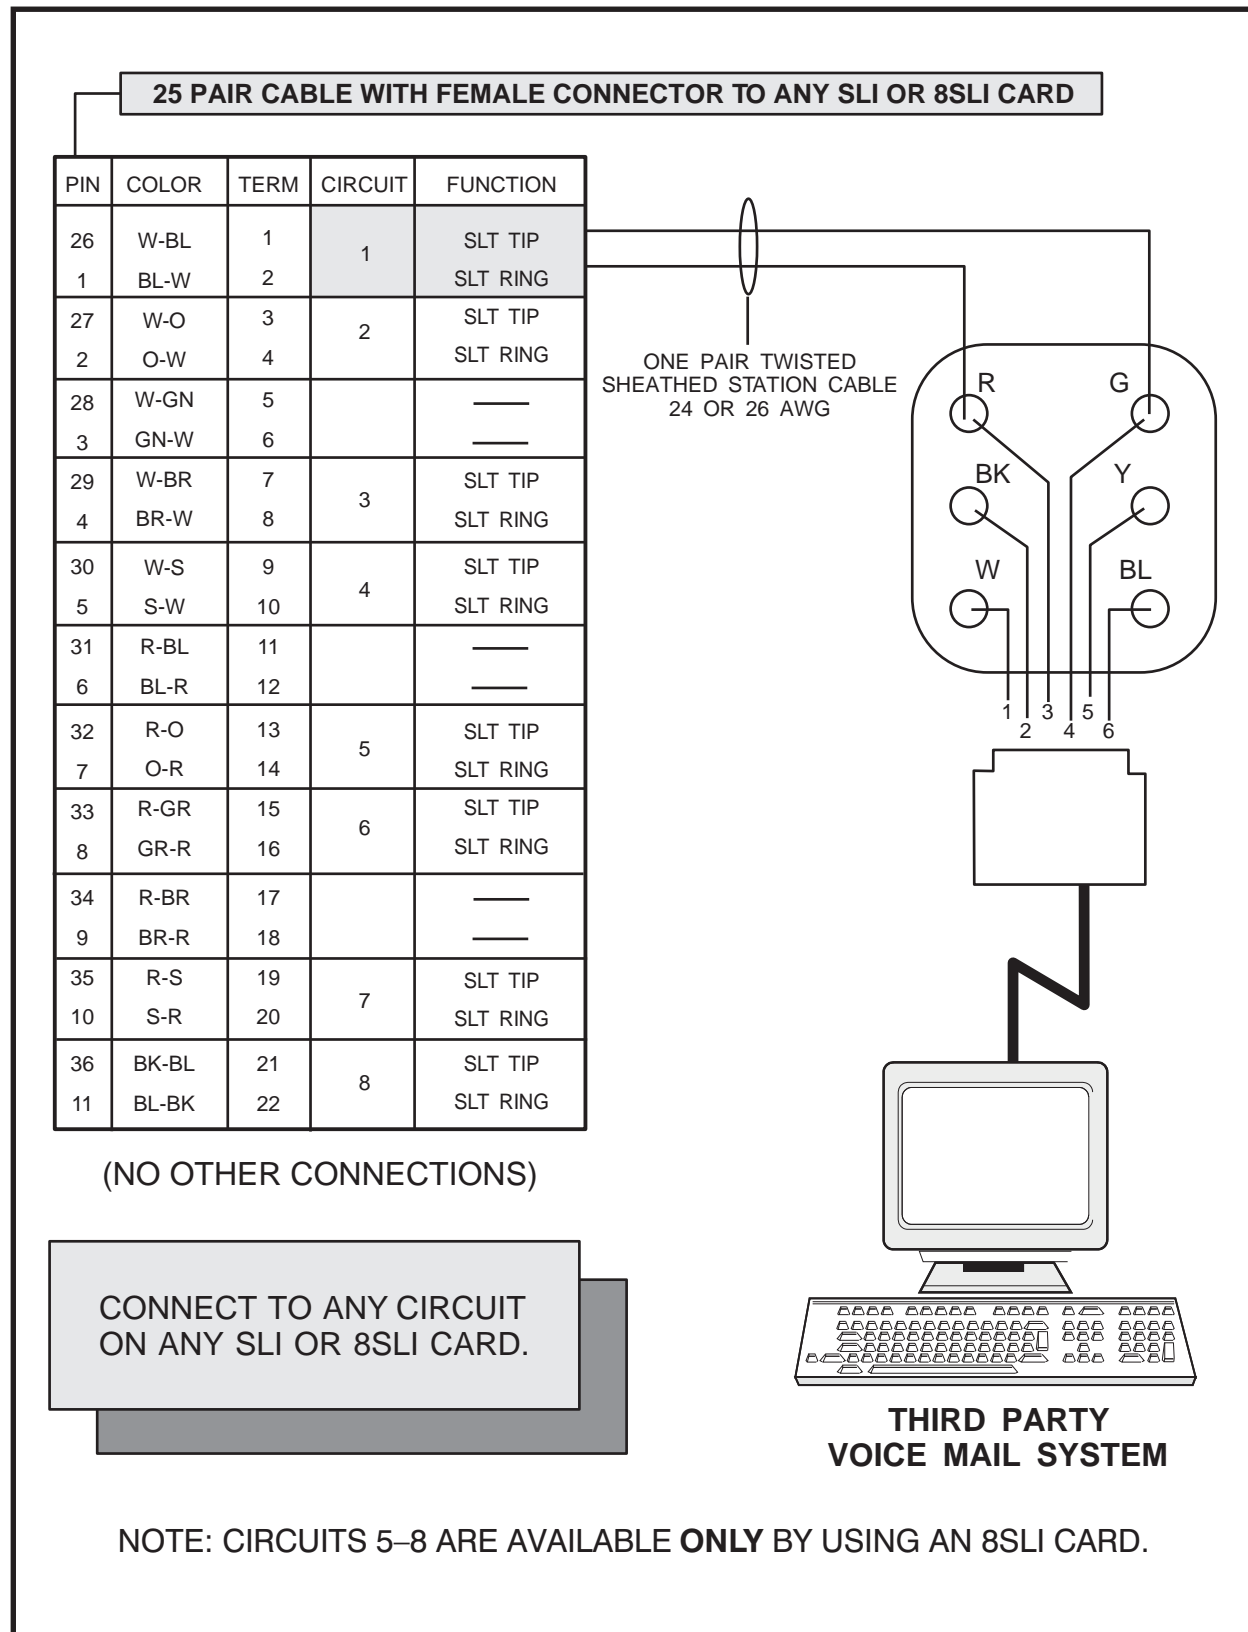 25 PAIR CABLE WITH FEMALE CONNECTOR TO ANY SLI OR 8SLI CARD
PIN COLOR TERM CIRCUIT FUNCTION
26 W-BL 1 1 SLT TIP
1 BL-W 2 SLT RING
27 W-O 3 2 SLT TIP
2 O-W 4 SLT RING
28 W-GN 5 ——
3 GN-W 6 ——
29 W-BR 7 3 SLT TIP
4 BR-W 8 SLT RING
30 W-S 9 4 SLT TIP
5 S-W 10 SLT RING
31 R-BL 11 ——
6 BL-R 12 ——
32 R-O 13 5 SLT TIP
7 O-R 14 SLT RING
33 R-GR 15 6 SLT TIP
8 GR-R 16 SLT RING
34 R-BR 17 ——
9 BR-R 18 ——
35 R-S 19 7 SLT TIP
10 S-R 20 SLT RING
36 BK-BL 21 8 SLT TIP
11 BL-BK 22 SLT RING
(NO OTHER CONNECTIONS)
ONE PAIR TWISTED
SHEATHED STATION CABLE
24 OR 26 AWG
R G
BK Y
W BL
1 2 3 4 5 6
CONNECT TO ANY CIRCUIT
ON ANY SLI OR 8SLI CARD.
THIRD PARTY
VOICE MAIL SYSTEM
NOTE: CIRCUITS 5–8 ARE AVAILABLE ONLY BY USING AN 8SLI CARD.